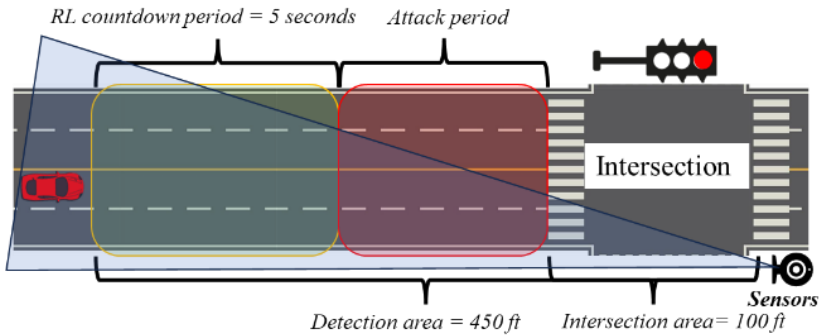 RL countdown period = 5 seconds
Attack period
Intersection
Sensors
Detection area = 450 ft
Intersection area= 100 ft